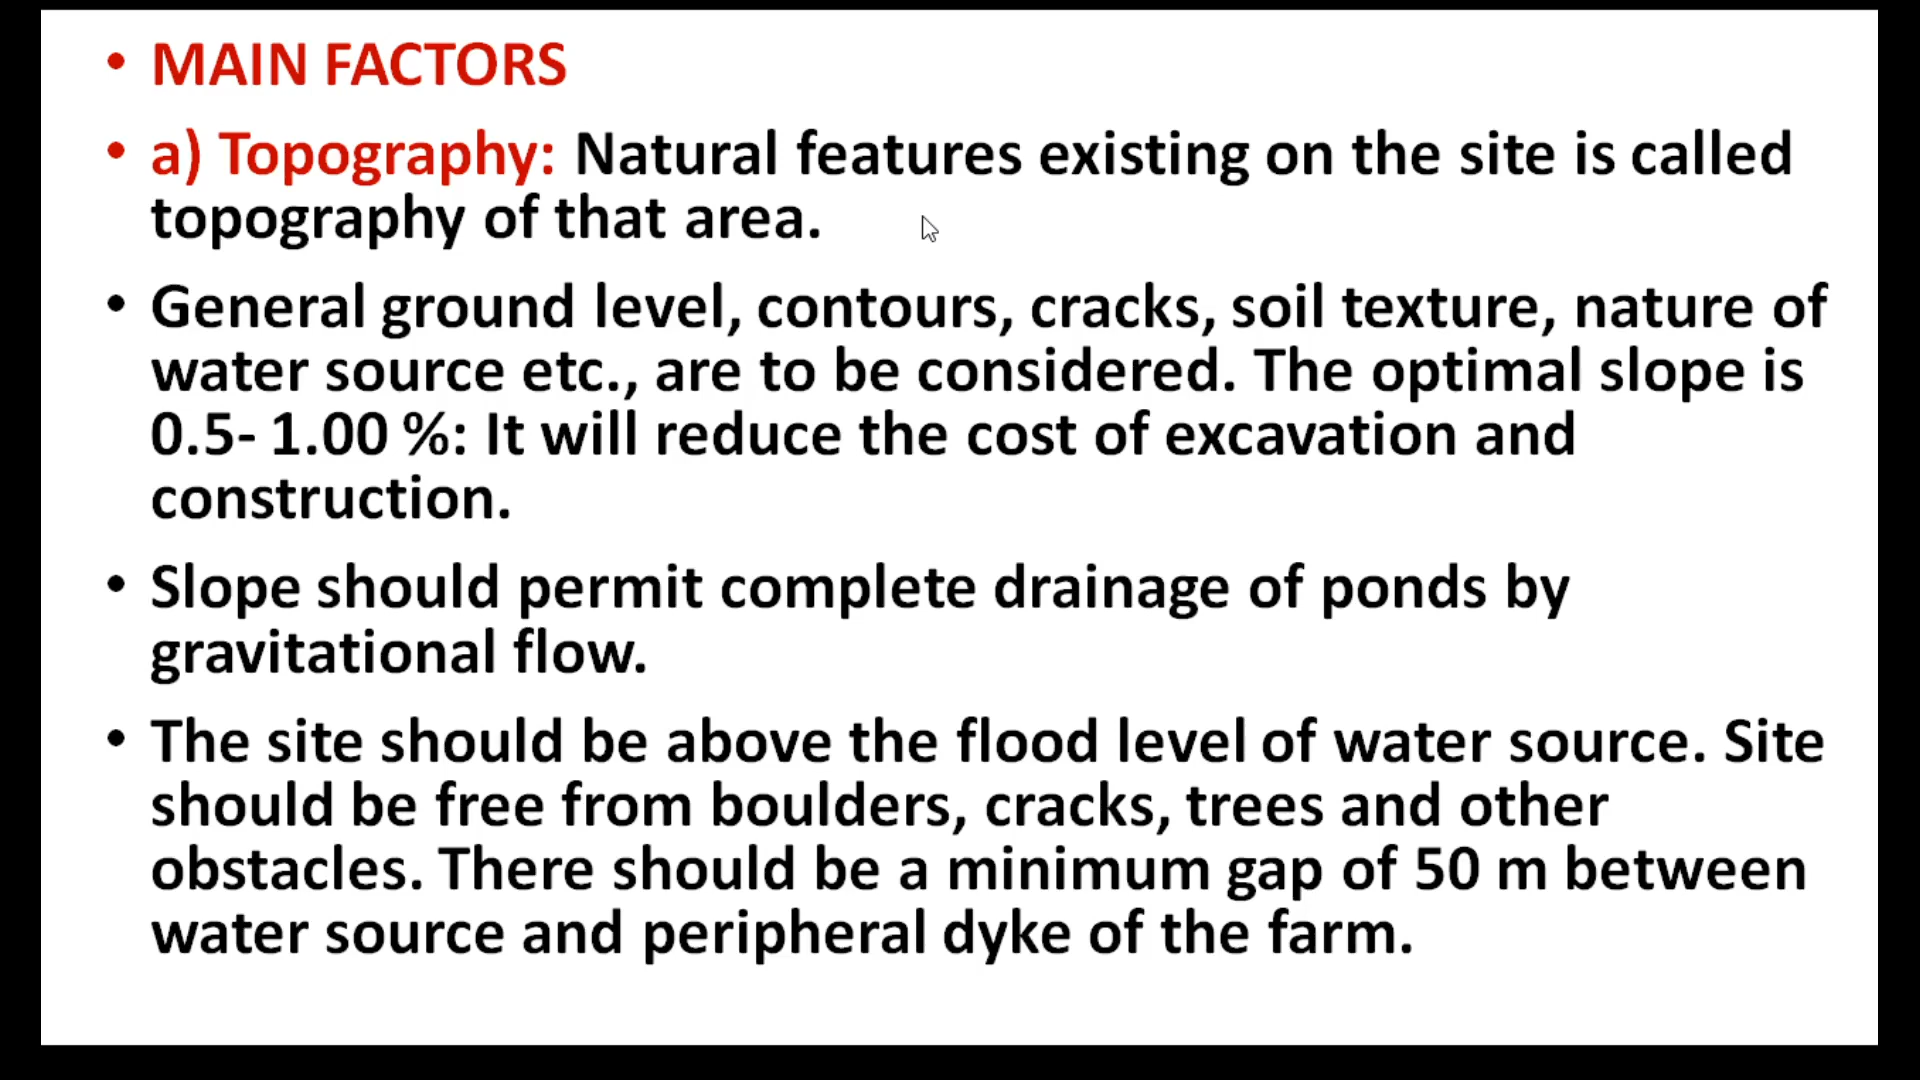 • MAIN FACTORS
• a) Topography: Natural features existing on the site is called
topography of that area.
• General ground level, contours, cracks, soil texture, nature of
water source etc., are to be considered. The optimal slope is
0.5- 1.00 %: It will reduce the cost of excavation and
construction.
• Slope should permit complete drainage of ponds by
gravitational flow.
• The site should be above the flood level of water source. Site
should be free from boulders, cracks, trees and other
obstacles. There should be a minimum gap of 50 m between
water source and peripheral dyke of the farm.